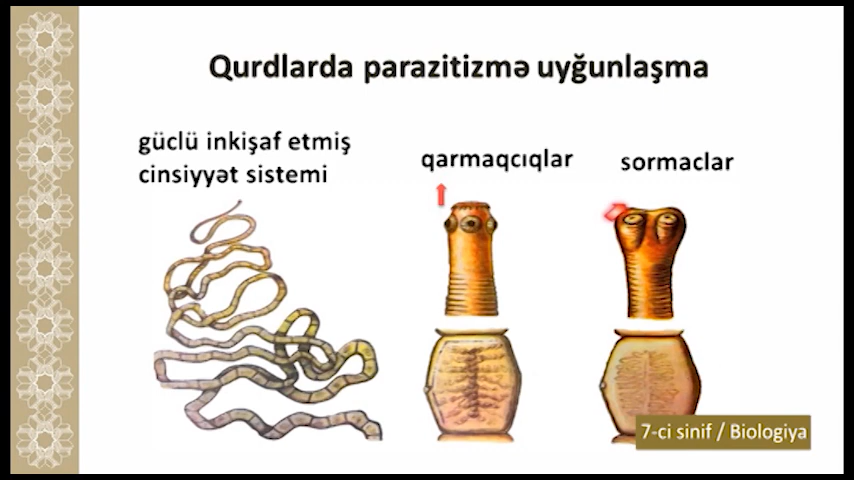 Qurdlarda parazitizmə uyğunlaşma
güclü inkişaf etmiş
cinsiyyət sistemi
qarmaqcıqlar
sormaclar
7-ci sinif / Biologiya